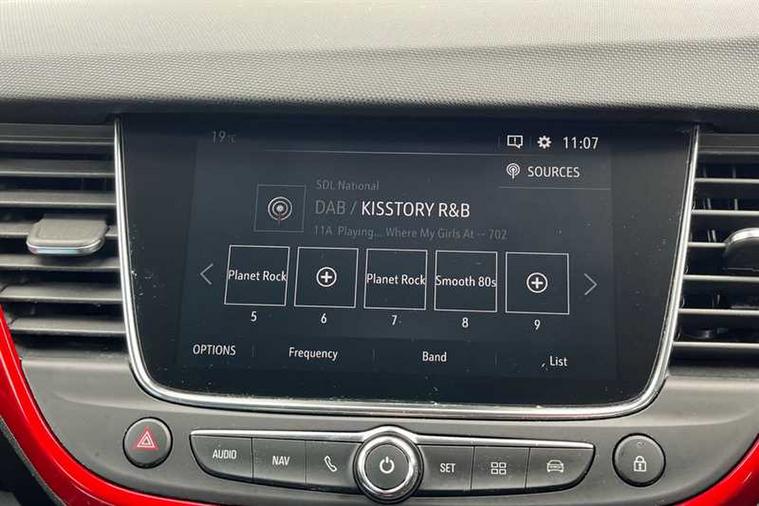 19°C 11:07
SOURCES
SDL National
DAB / KISSTORY R&B
11A Playing... Where My Girls At -- 702
Planet Rock Planet Rock Smooth 80s
5 6 7 8 9
OPTIONS Frequency Band List
AUDIO NAV SET